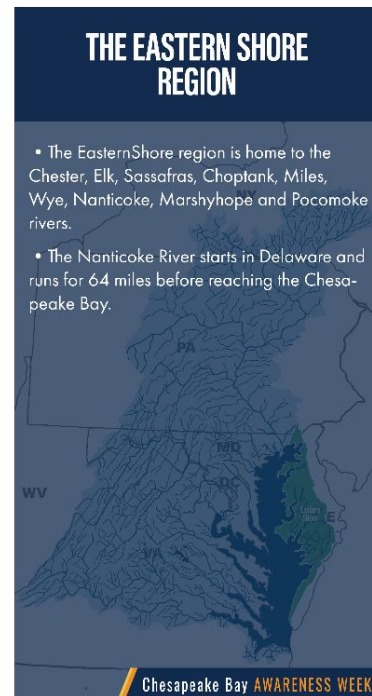 THE EASTERN SHORE
REGION
• The EasternShore region is home to the
Chester, Elk, Sassafras, Choptank, Miles,
Wye, Nanticoke, Marshyhope and Pocomoke
rivers.
• The Nanticoke River starts in Delaware and
runs for 64 miles before reaching the Chesa-
peake Bay.
NY
PA
MD
DC
WV
Eastern
Shore
E
VA
Chesapeake Bay AWARENESS WEEK